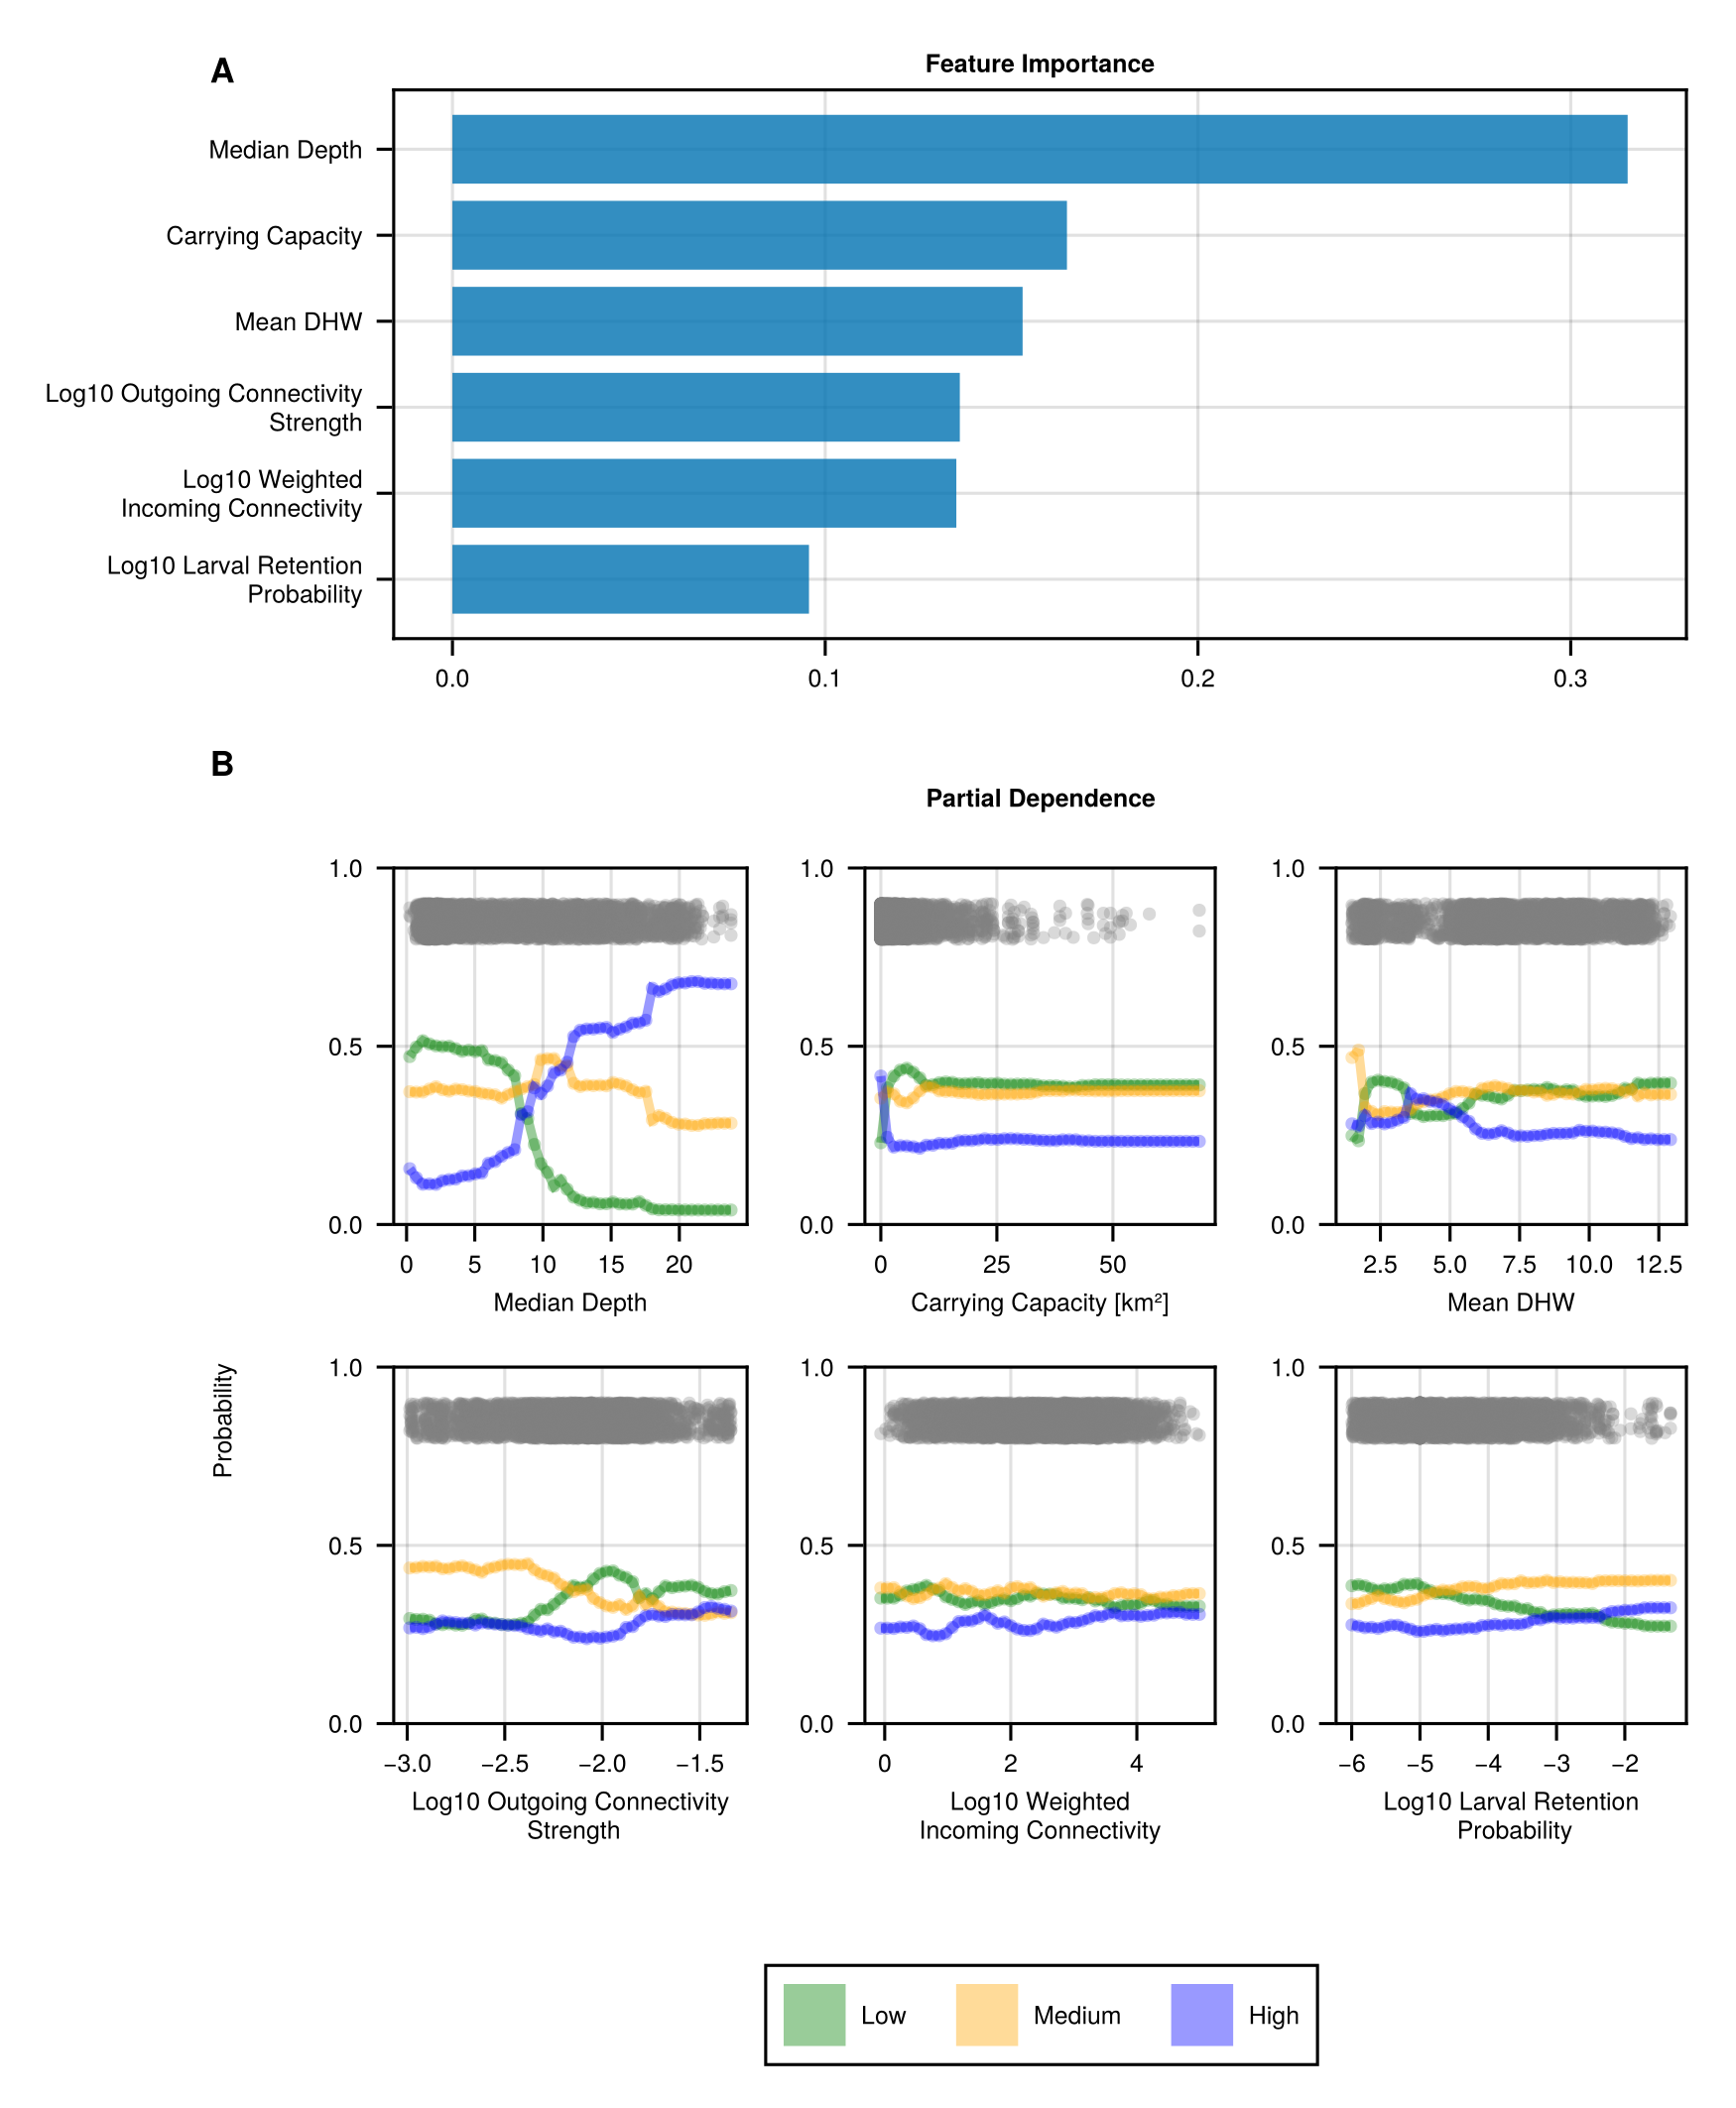 A
Feature Importance
Median Depth
Carrying Capacity
Mean DHW
Log10 Outgoing Connectivity
Strength
Log10 Weighted
Incoming Connectivity
Log10 Larval Retention
Probability
0.0 0.1 0.2 0.3
B
Partial Dependence
1.0 0.5 0.0
0 5 10 15 20
Median Depth
1.0 0.5 0.0
0 25 50
Carrying Capacity [km²]
1.0 0.5 0.0
2.5 5.0 7.5 10.0 12.5
Mean DHW
Probability
1.0 0.5 0.0
−3.0 −2.5 −2.0 −1.5
Log10 Outgoing Connectivity
Strength
1.0 0.5 0.0
0 2 4
Log10 Weighted
Incoming Connectivity
1.0 0.5 0.0
−6 −5 −4 −3 −2
Log10 Larval Retention
Probability
Low Medium High